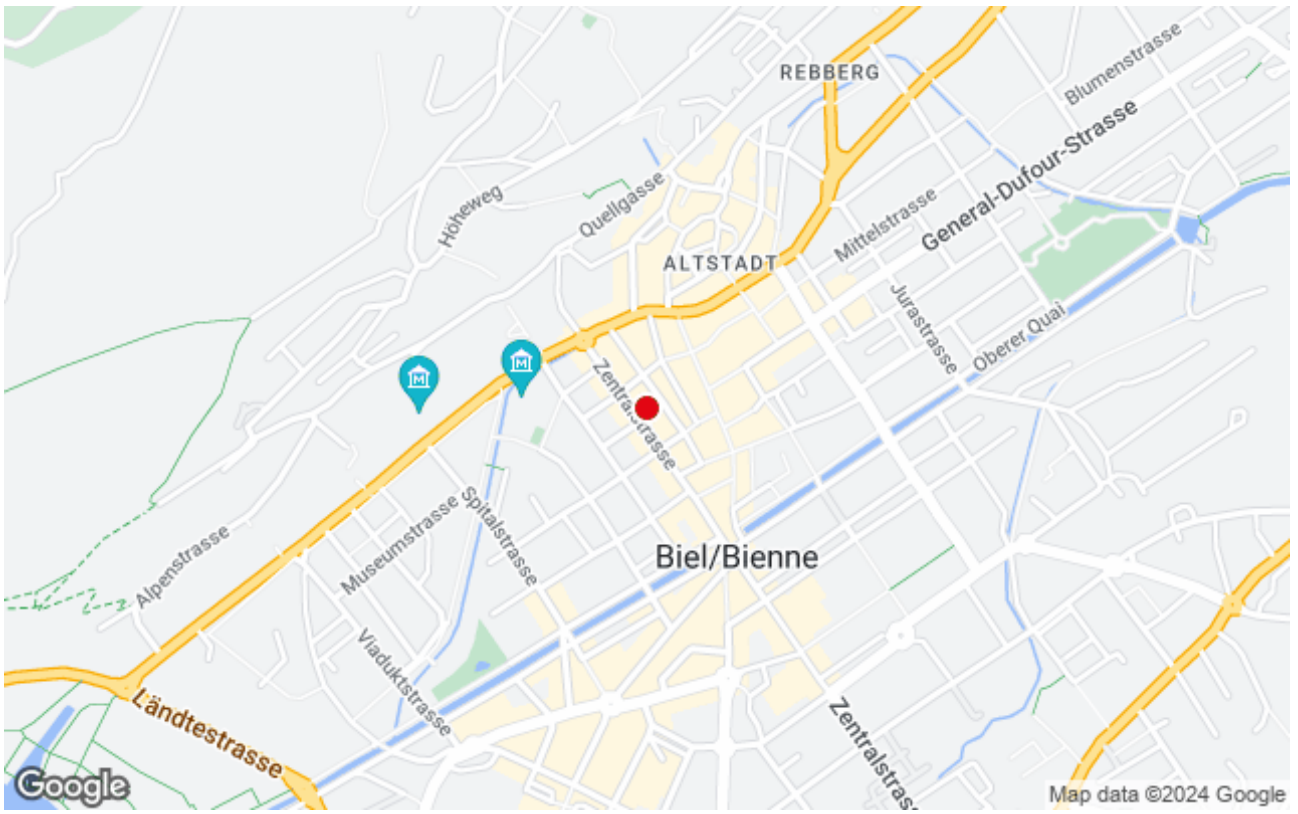 REBBERG
Blumenstrasse
General-Dufour-Strasse
Quellgasse
Höheweg
Mittelstrasse
ALTSTADT
Jurastrasse
Oberer Quai
M
M
Zentralstrasse
Spitalstrasse
Museumstrasse
Alpenstrasse
Biel/Bienne
Viaduktstrasse
Ländtestrasse
Zentralstrass
Google
Map data ©2024 Google